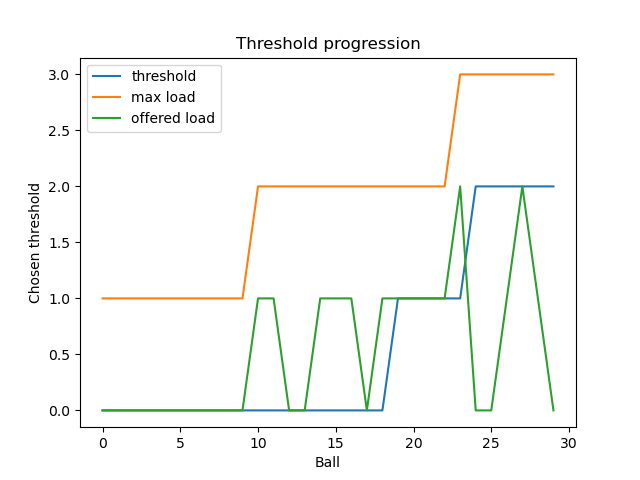 Threshold progression
threshold
max load
offered load
Chosen threshold
3.0
2.5
2.0
1.5
1.0
0.5
0.0
0 5 10 15 20 25 30
Ball